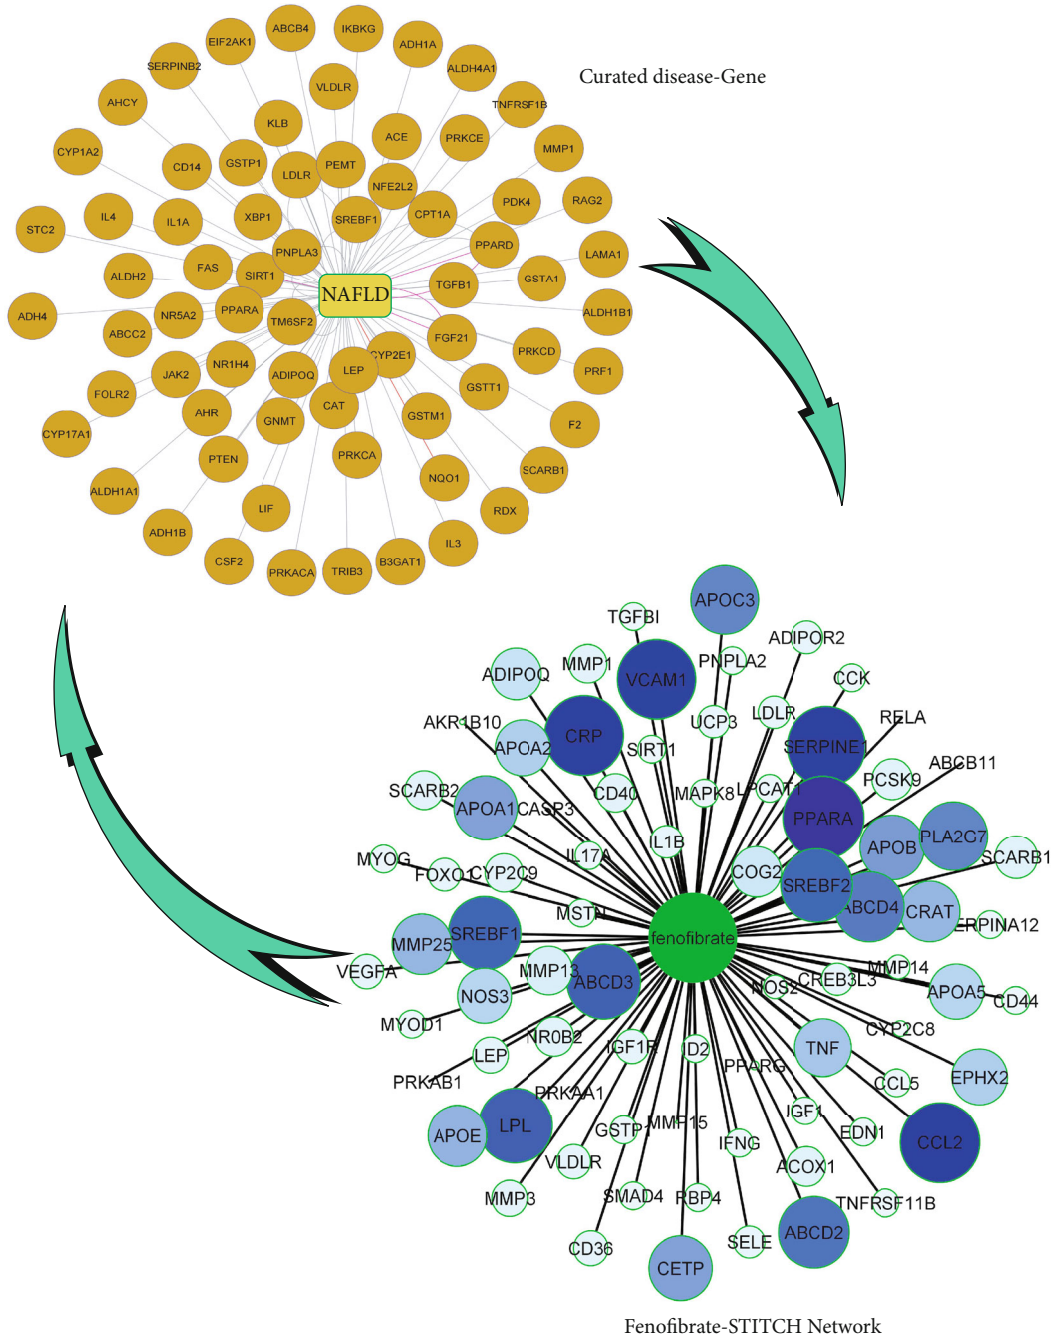 ABCB4
IKBKG
EIF2AK1
ADH1A
SERPINB2
ALDH4A1
Curated disease-Gene
VLDLR
AHCY
TNFRSF1B
KLB
ACE
PRKCE
CYP1A2
MMP1
CD14
GSTP1
LDLR
PEMT
NFE2L2
PDK4
RAG2
IL4
IL1A
XBP1
SREBF1
CPT1A
STC2
PPARD
PNPLA3
LAMA1
ALDH2
FAS
SIRT1
TGFB1
GSTA1
NAFLD
ADH4
NR5A2
PPARA
ALDH1B1
ABCC2
TM6SF2
FGF21
PRKCD
CYP2E1
NR1H4
LEP
PRF1
JAK2
ADIPOQ
GSTT1
FOLR2
AHR
GNMT
CAT
GSTM1
F2
CYP17A1
PTEN
PRKCA
NQO1
SCARB1
ALDH1A1
LIF
RDX
ADH1B
IL3
CSF2
PRKACA
TRIB3
B3GAT1
APOC3
TGFBI
ADIPOR2
MMP1
PNPLA2
ADIPOQ
VCAM1
CCK
LDLR
RELA
AKR1B10
UCP3
CRP
APOA2
SIRT1
SERPINE1
ABCB11
PCSK9
SCARB2
CD40
MAPK8
LPCAT1
APOA1
CASP3
PPARA
PLA2G7
IL1B
APOB
MYOG
IL17A
SCARB1
FOXO1
CYP2C9
COG2
SREBF2
MSTN
ABCD4
CRAT
ERPINA12
SREBF1
fenofibrate
MMP25
VEGFA
MMP13
MMP14
ABCD3
NOS2
CREB3L3
NOS3
APOA5
CD44
MYOD1
CYP2C8
NR0B2
IGF1R
ID2
TNF
LEP
PPARG
EPHX2
PRKAB1
PRKAA1
CCL5
IGF1
LPL
MMP15
APOE
GSTP1
EDN1
CCL2
IFNG
VLDLR
ACOX1
MMP3
SMAD4
RBP4
TNFRSF11B
ABCD2
CD36
SELE
CETP
Fenofibrate-STITCH Network